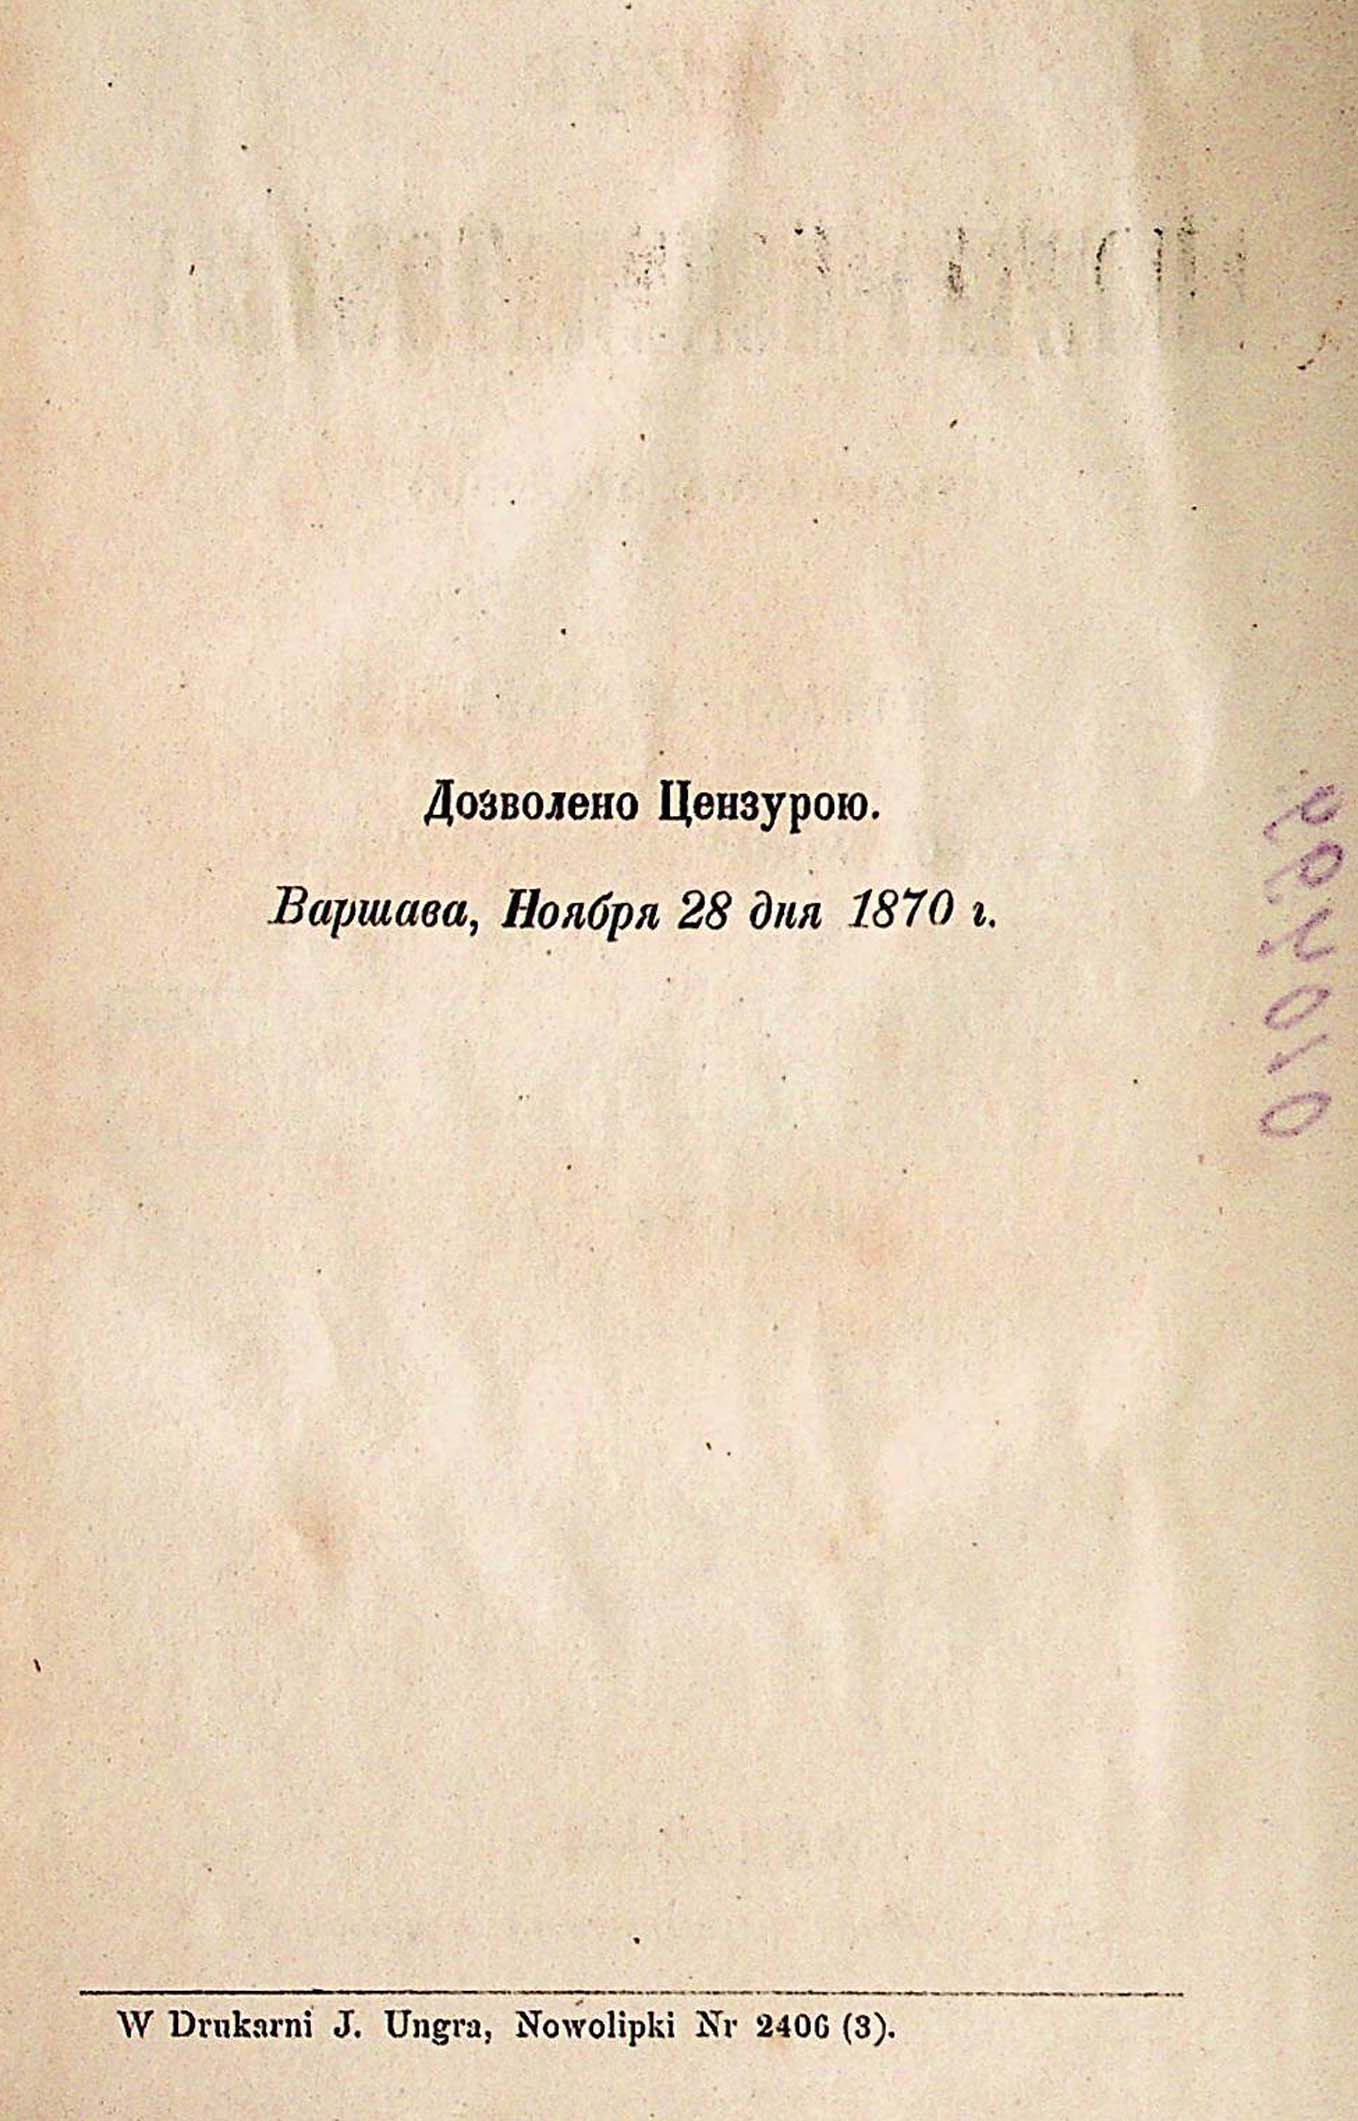 Дозволено Цензурою.
Варшава, Ноября 28 дня 1870 г.
W Drukarni J. Ungra, Nowolipki Nr 2406 (3).